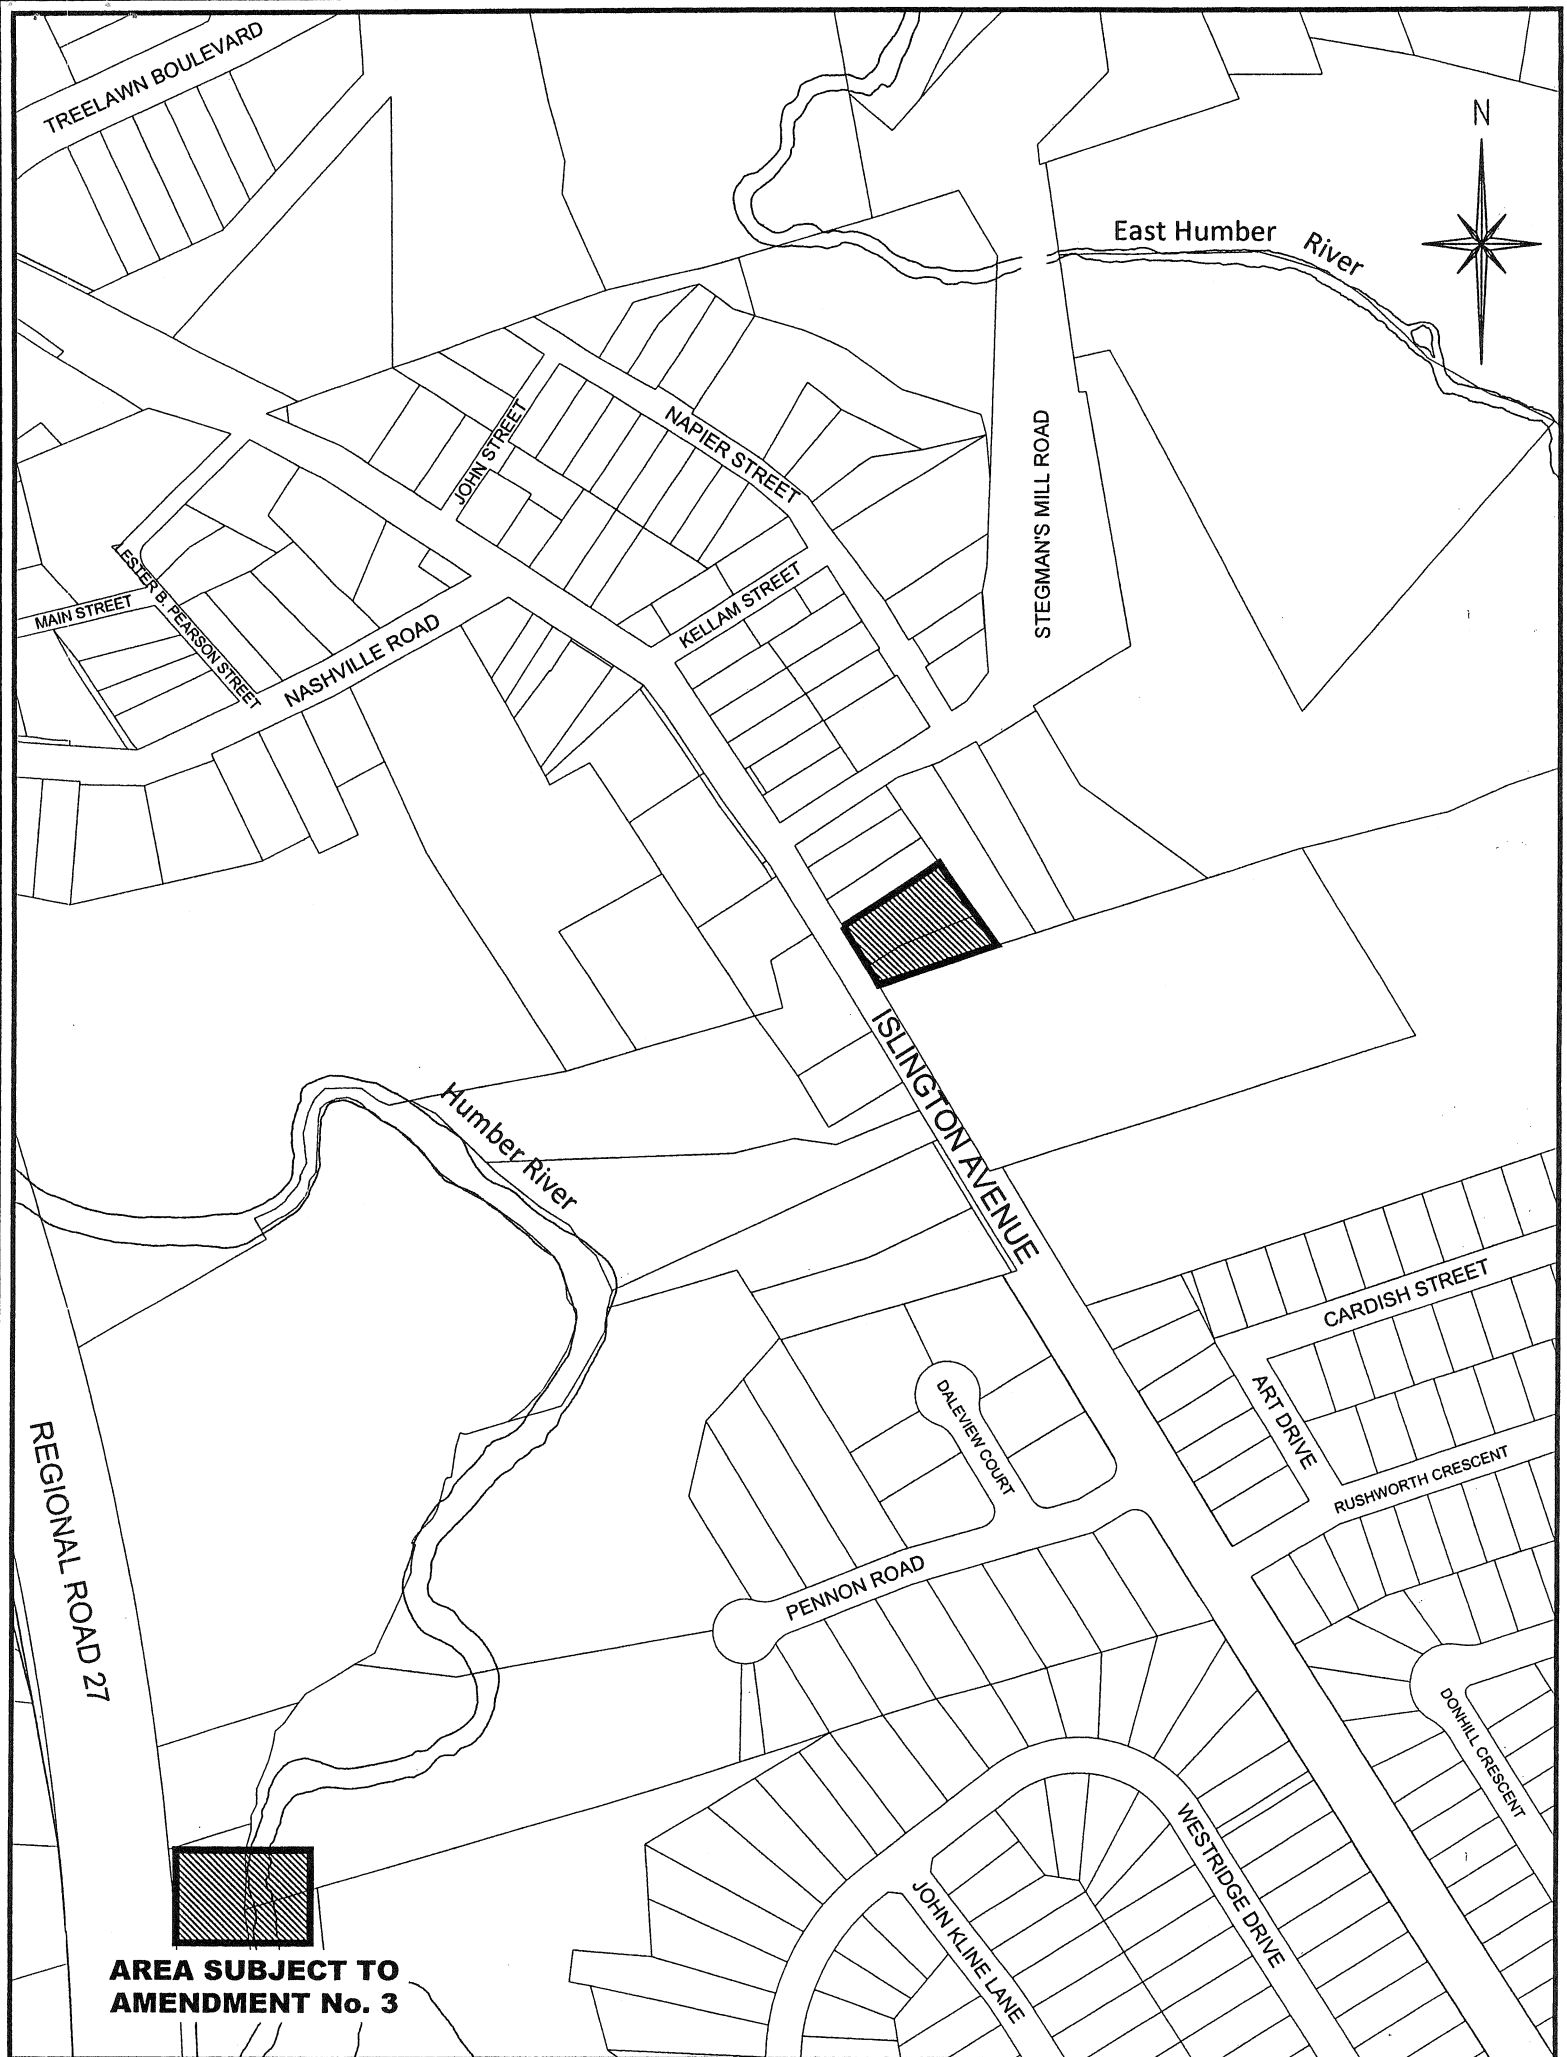 TREELAWN BOULEVARD
N
East Humber River
JOHN STREET
NAPIER STREET
STEGMAN'S MILL ROAD
LESTER B. PEARSON STREET
MAIN STREET
KELLAM STREET
NASHVILLE ROAD
ISLINGTON AVENUE
Humber River
CARDISH STREET
ART DRIVE
DALEVIEW COURT
RUSHWORTH CRESCENT
REGIONAL ROAD 27
PENNON ROAD
DONHILL CRESCENT
WESTRIDGE DRIVE
JOHN KLINE LANE
AREA SUBJECT TO
AMENDMENT No. 3